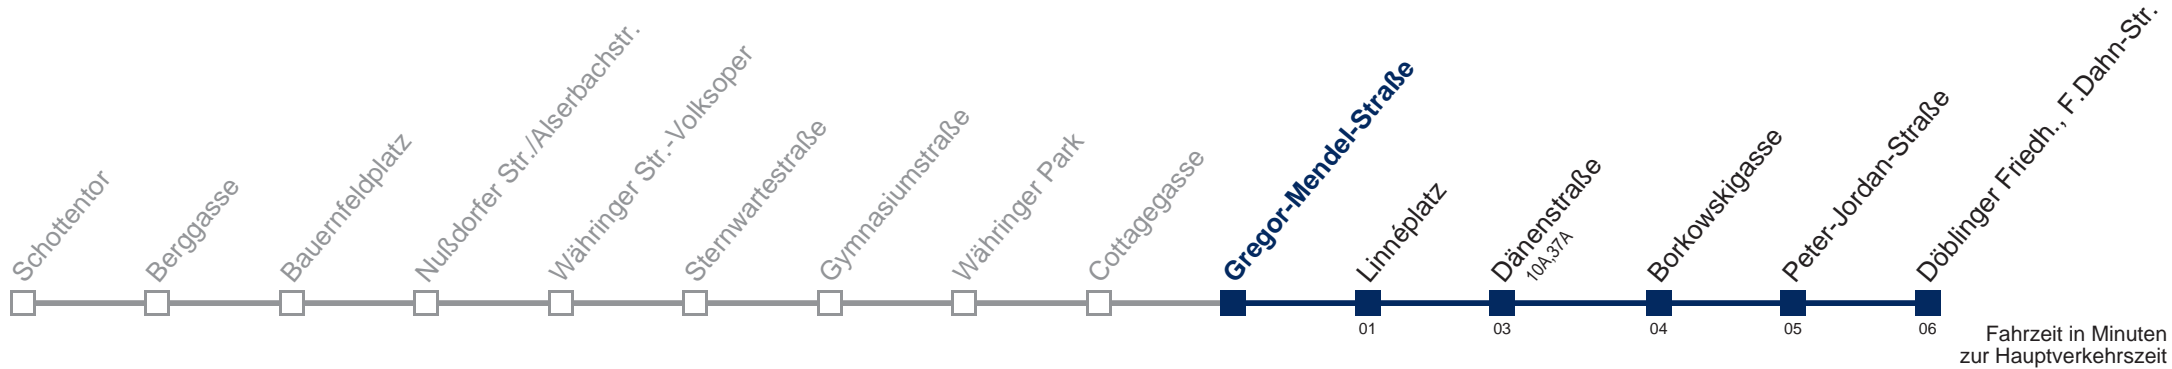 Schottentor
Berggasse
Bauernfeldplatz
Nußdorfer Str./Alserbachstr.
Währinger Str.-Volksoper
Sternwartestraße
Gymnasiumstraße
Währinger Park
Cottagegasse
Gregor-Mendel-Straße
Linnéplatz
Dänenstraße
10A,37A
Borkowskigasse
Peter-Jordan-Straße
Döblinger Friedh., F.Dahn-Str.
01
03
04
05
06
Fahrzeit in Minuten
zur Hauptverkehrszeit